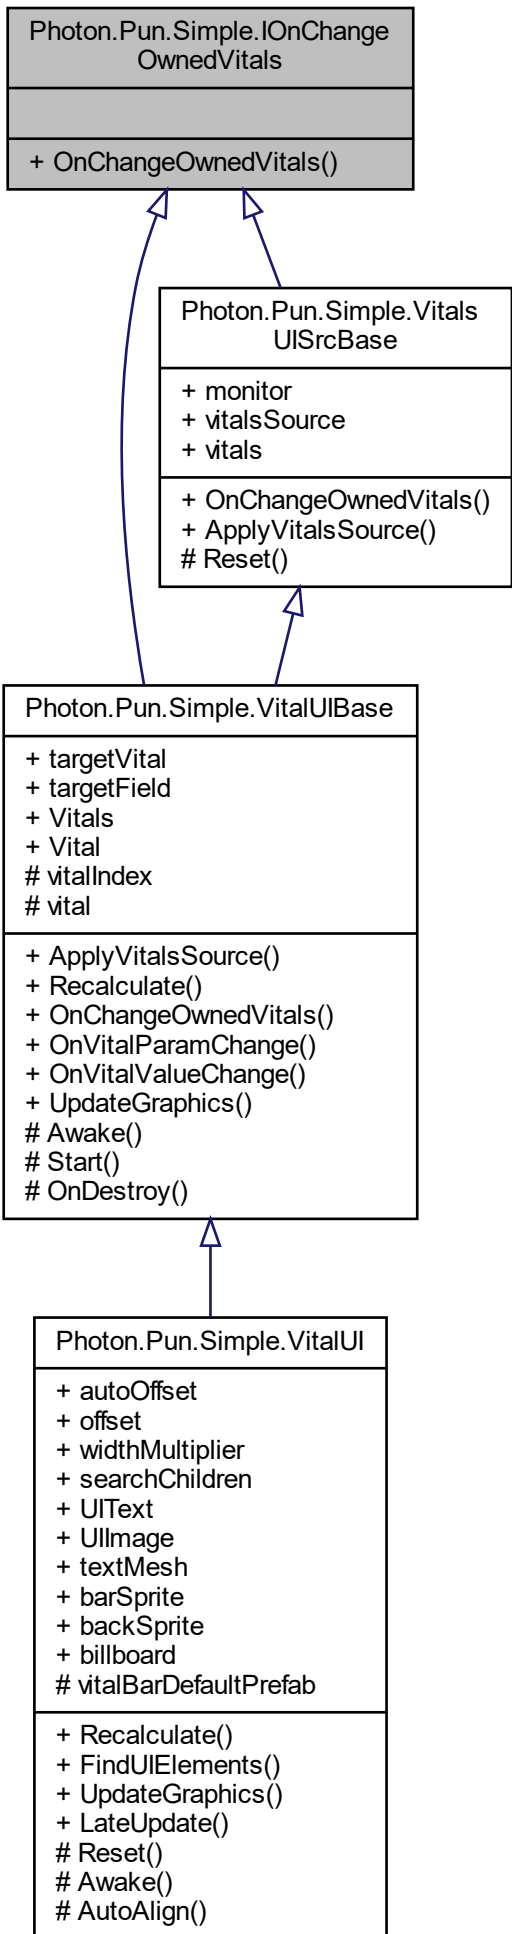 Photon.Pun.Simple.IOnChange
OwnedVitals
+ OnChangeOwnedVitals()
Photon.Pun.Simple.Vitals
UISrcBase
+ monitor
+ vitalsSource
+ vitals
+ OnChangeOwnedVitals()
+ ApplyVitalsSource()
# Reset()
Photon.Pun.Simple.VitalUIBase
+ targetVital
+ targetField
+ Vitals
+ Vital
# vitalIndex
# vital
+ ApplyVitalsSource()
+ Recalculate()
+ OnChangeOwnedVitals()
+ OnVitalParamChange()
+ OnVitalValueChange()
+ UpdateGraphics()
# Awake()
# Start()
# OnDestroy()
Photon.Pun.Simple.VitalUI
+ autoOffset
+ offset
+ widthMultiplier
+ searchChildren
+ UIText
+ UIImage
+ textMesh
+ barSprite
+ backSprite
+ billboard
# vitalBarDefaultPrefab
+ Recalculate()
+ FindUIElements()
+ UpdateGraphics()
+ LateUpdate()
# Reset()
# Awake()
# AutoAlign()